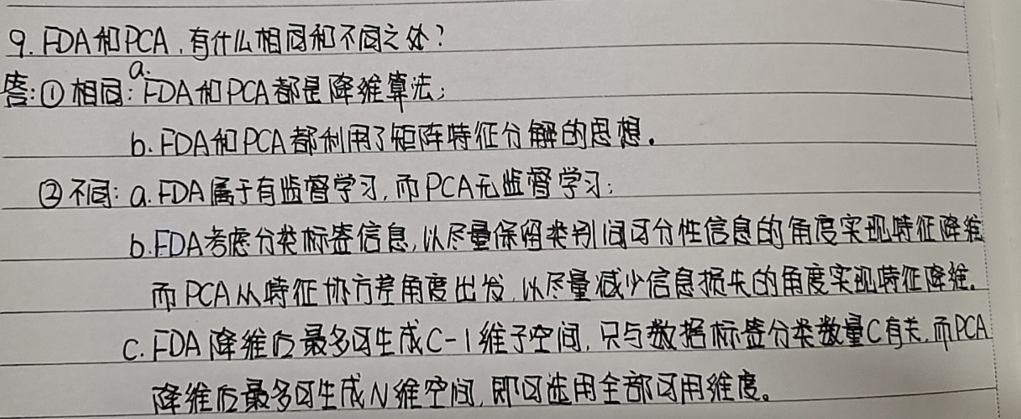 9. FDA和PCA，有什么相同和不同之处？
答：① 相同：a. FDA和PCA都是降维算法；
b. FDA和PCA都利用了矩阵特征分解的思想。
② 不同：a. FDA属于有监督学习，而PCA无监督学习；
b. FDA考虑分类标签信息，以尽量保留类别间可分性信息的角度实现特征降维
而PCA从特征协方差角度出发，以尽量减少信息损失的角度实现特征降维。
c. FDA降维后最多可生成C-1维子空间，只与数据标签分类数量C有关，而PCA
降维后最多可生成N维空间，即可选用全部可用维度。